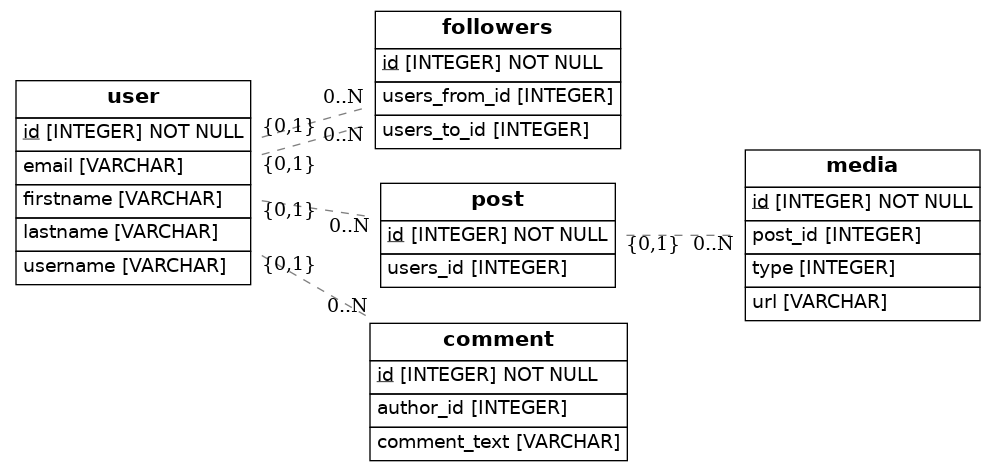 followers
id [INTEGER] NOT NULL
users_from_id [INTEGER]
users_to_id [INTEGER]
user
id [INTEGER] NOT NULL
email [VARCHAR]
firstname [VARCHAR]
lastname [VARCHAR]
username [VARCHAR]
0..N
{0,1}
0..N
{0,1}
{0,1}
0..N
{0,1}
0..N
post
id [INTEGER] NOT NULL
users_id [INTEGER]
{0,1} 0..N
media
id [INTEGER] NOT NULL
post_id [INTEGER]
type [INTEGER]
url [VARCHAR]
comment
id [INTEGER] NOT NULL
author_id [INTEGER]
comment_text [VARCHAR]